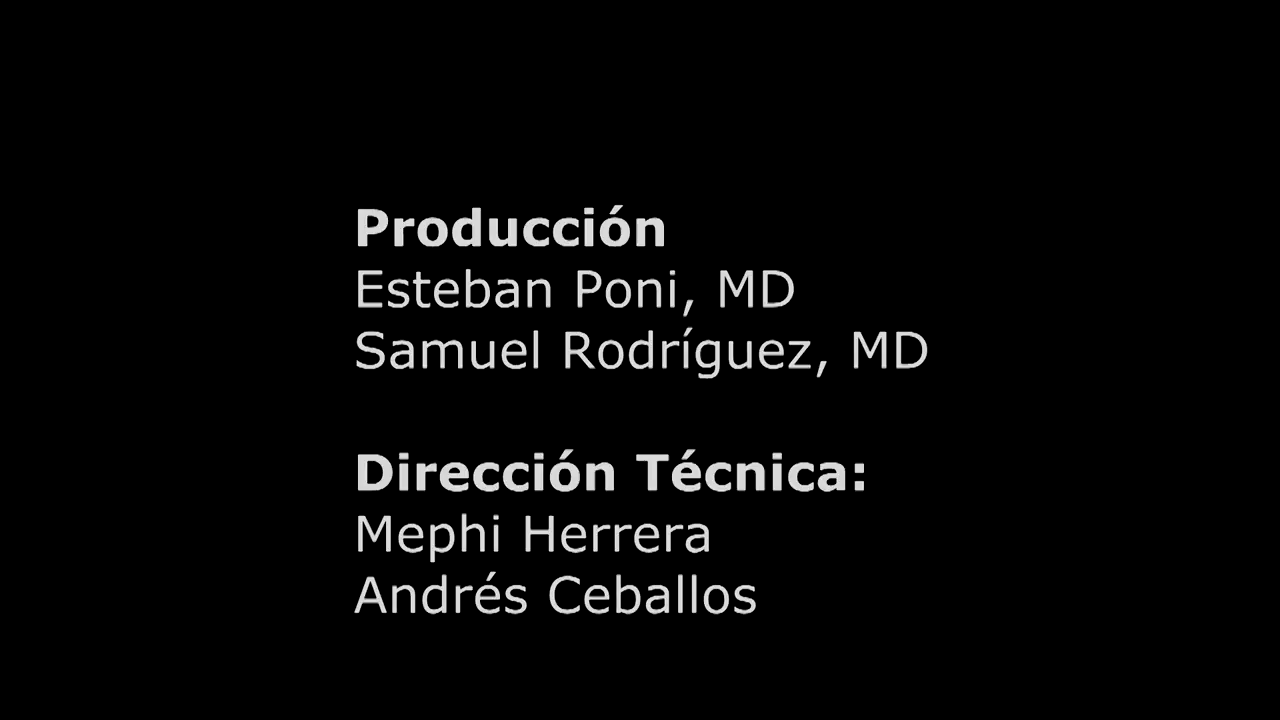 Producción
Esteban Poni, MD
Samuel Rodríguez, MD
Dirección Técnica:
Mephi Herrera
Andrés Ceballos